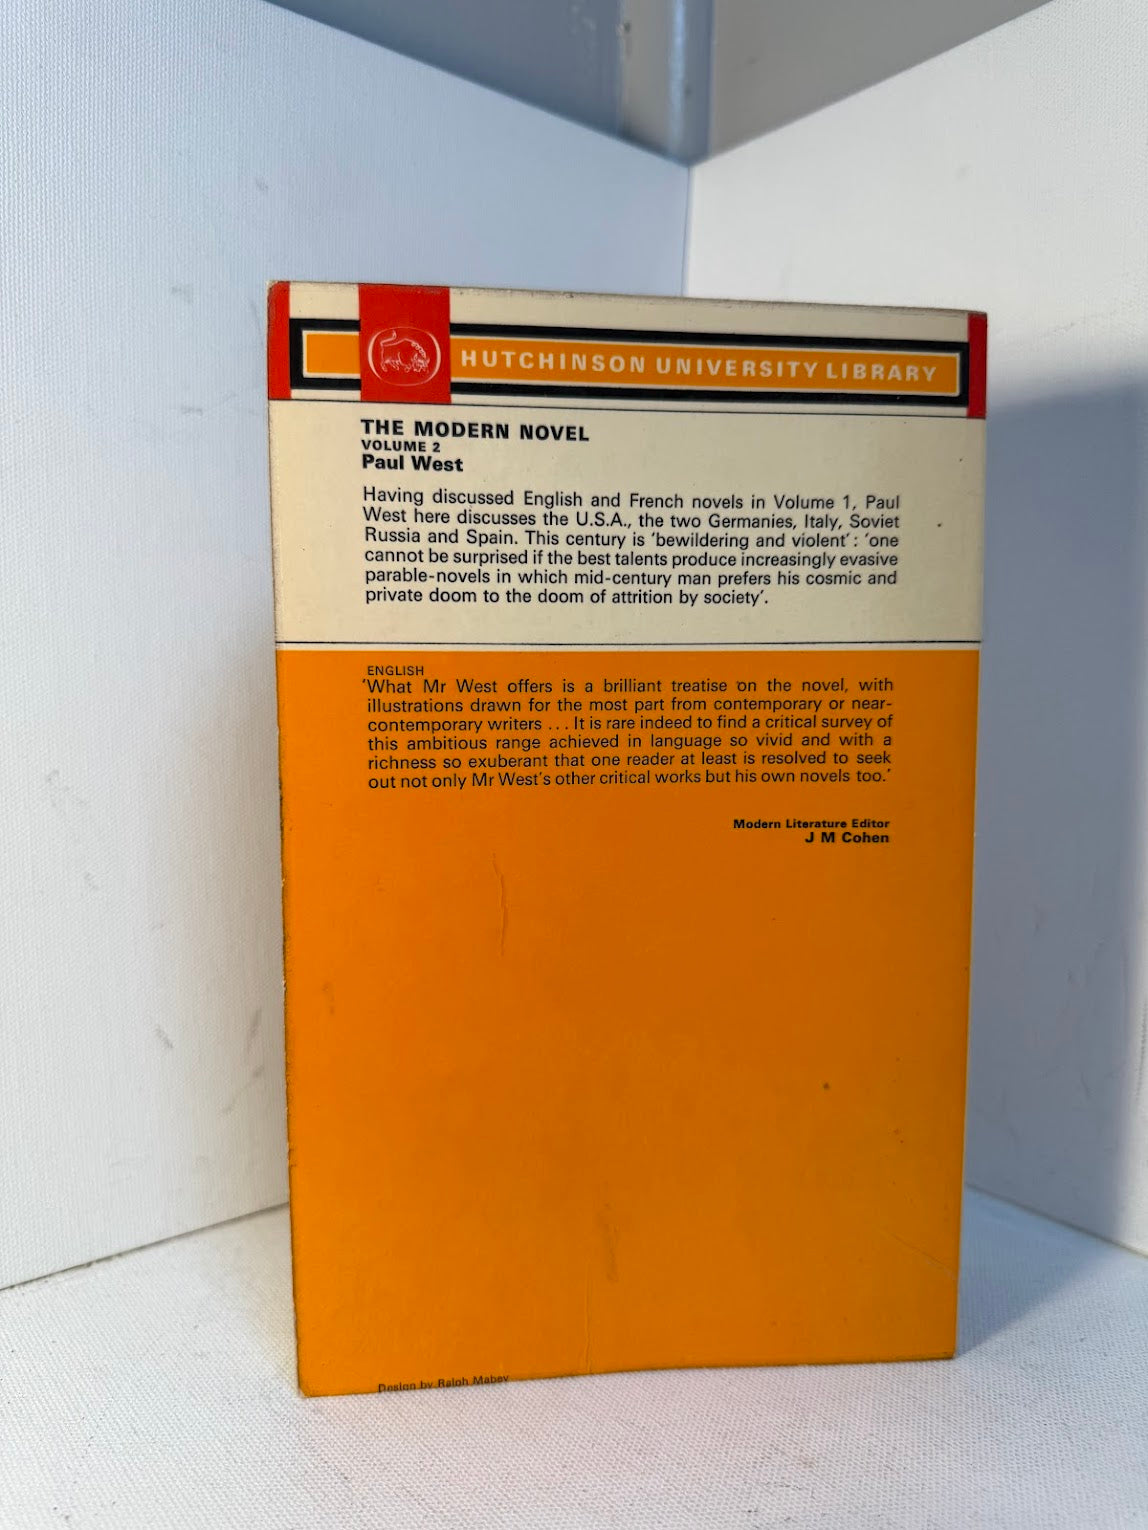 HUTCHINSON UNIVERSITY LIBRARY
THE MODERN NOVEL
VOLUME 2
Paul West
Having discussed English and French novels in Volume 1, Paul
West here discusses the U.S.A., the two Germanies, Italy, Soviet
Russia and Spain. This century is 'bewildering and violent': 'one
cannot be surprised if the best talents produce increasingly evasive
parable-novels in which mid-century man prefers his cosmic and
private doom to the doom of attrition by society'.
ENGLISH
'What Mr West offers is a brilliant treatise on the novel, with
illustrations drawn for the most part from contemporary or near-
contemporary writers ... It is rare indeed to find a critical survey of
this ambitious range achieved in language so vivid and with a
richness so exuberant that one reader at least is resolved to seek
out not only Mr West's other critical works but his own novels too.'
Modern Literature Editor
J M Cohen
Design by Ralph Mabey